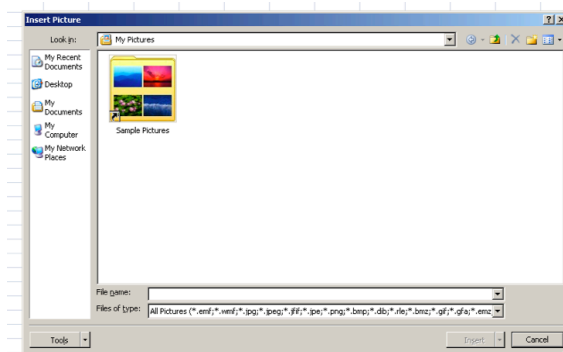 Insert Picture
Look in:
My Pictures
My Recent
Documents
Desktop
My
Documents
My
Computer
My Network
Places
Sample Pictures
File name:
Files of type:
All Pictures (*.emf;*.wmf;*.jpg;*.jpeg;*.jfif;*.jpe;*.png;*.bmp;*.dib;*.rle;*.bmz;*.gif;*.gfa;*.emz
Tools
Insert
Cancel